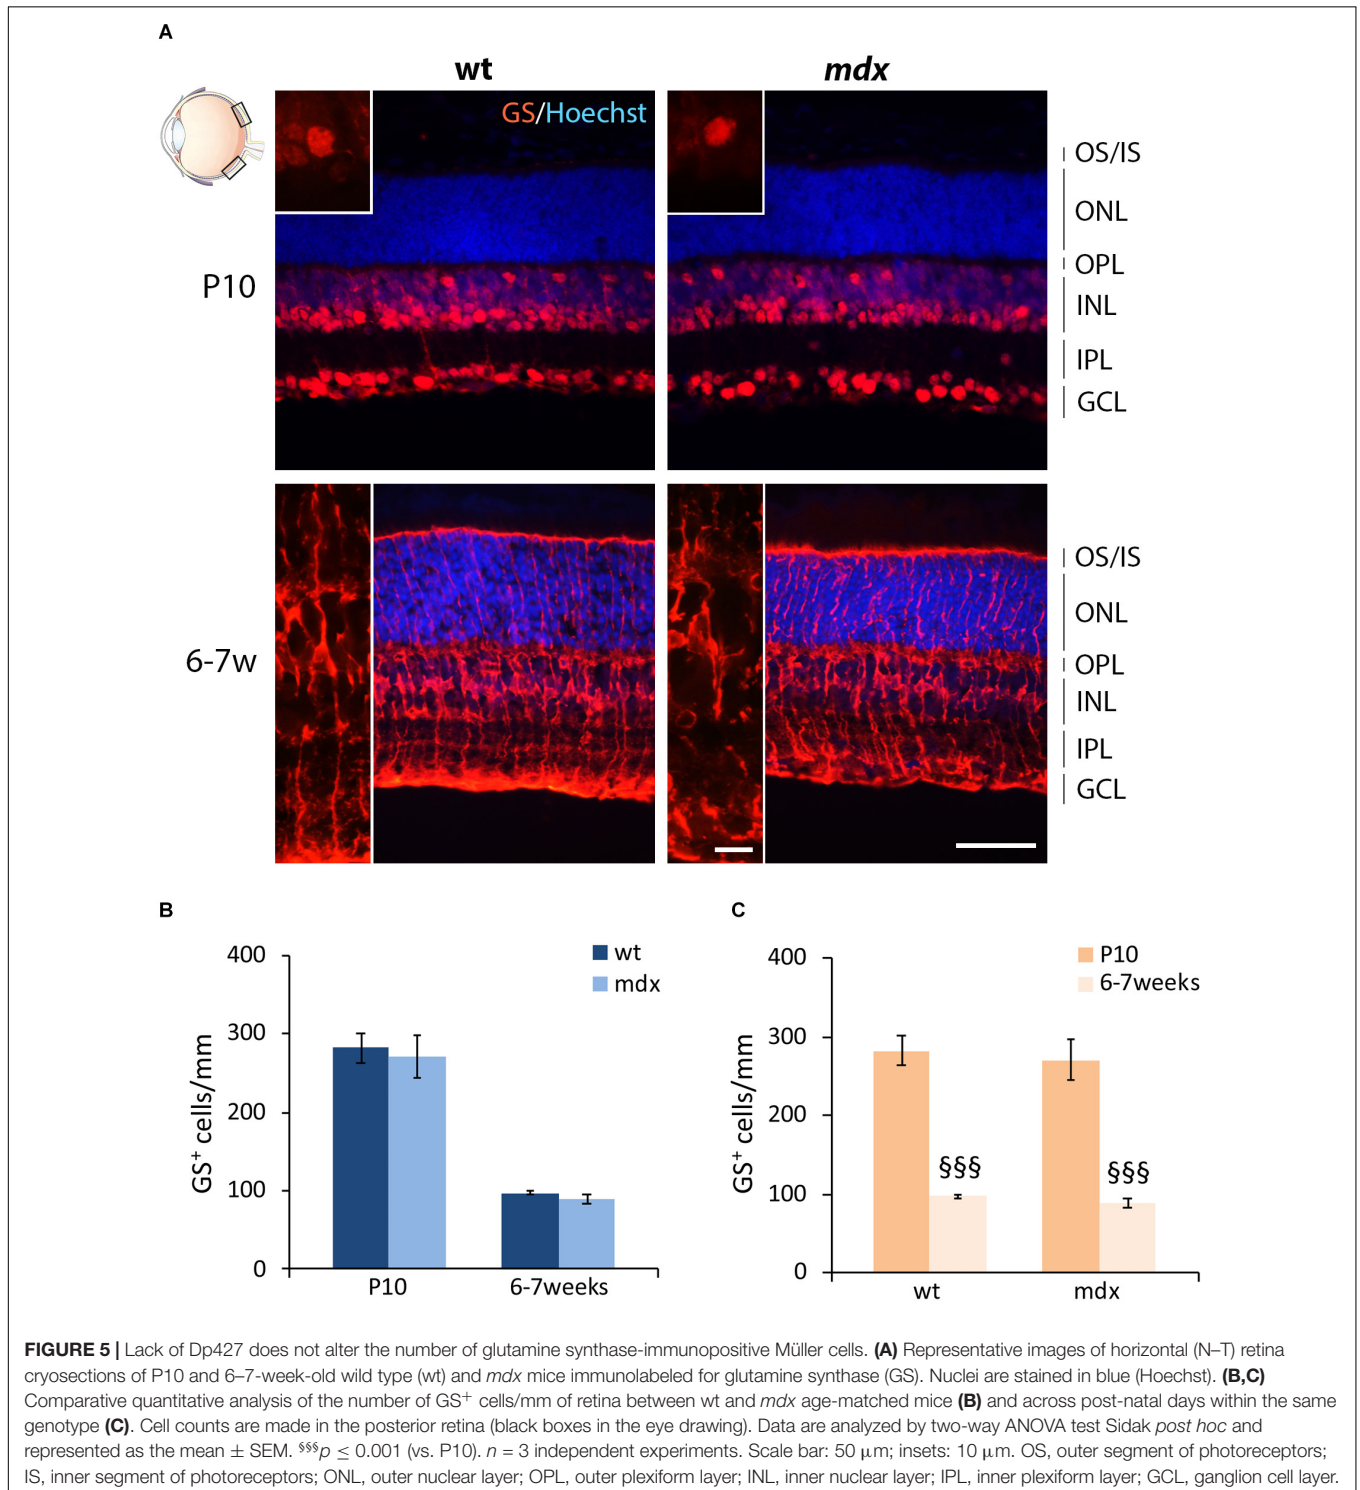 A
wt
mdx
GS/Hoechst
P10
OS/IS
ONL
OPL
INL
IPL
GCL
6-7w
OS/IS
ONL
OPL
INL
IPL
GCL
B
400
300
200
100
0
GS⁺ cells/mm
wt
mdx
P10
6-7weeks
C
400
300
200
100
0
GS⁺ cells/mm
P10
6-7weeks
§§§
§§§
wt
mdx
FIGURE 5 | Lack of Dp427 does not alter the number of glutamine synthase-immunopositive Müller cells. (A) Representative images of horizontal (N–T) retina
cryosections of P10 and 6–7-week-old wild type (wt) and mdx mice immunolabeled for glutamine synthase (GS). Nuclei are stained in blue (Hoechst). (B,C)
Comparative quantitative analysis of the number of GS⁺ cells/mm of retina between wt and mdx age-matched mice (B) and across post-natal days within the same
genotype (C). Cell counts are made in the posterior retina (black boxes in the eye drawing). Data are analyzed by two-way ANOVA test Sidak post hoc and
represented as the mean ± SEM. §§§p ≤ 0.001 (vs. P10). n = 3 independent experiments. Scale bar: 50 μm; insets: 10 μm. OS, outer segment of photoreceptors;
IS, inner segment of photoreceptors; ONL, outer nuclear layer; OPL, outer plexiform layer; INL, inner nuclear layer; IPL, inner plexiform layer; GCL, ganglion cell layer.